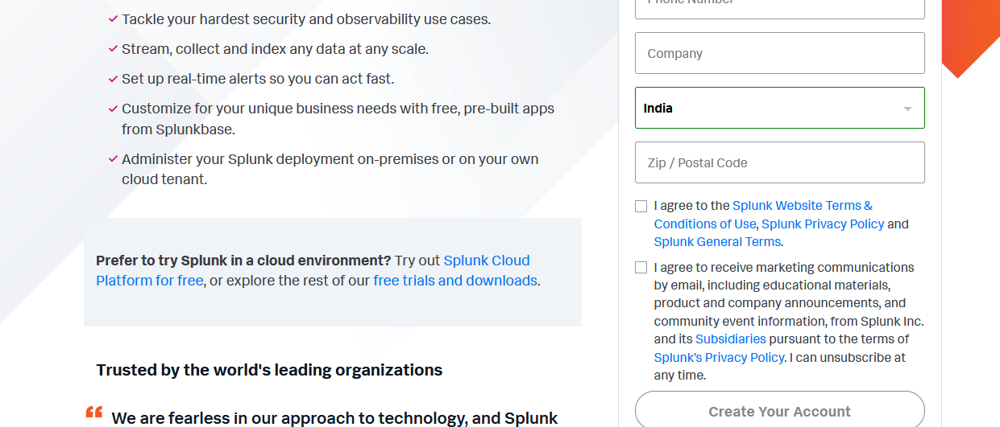 Tackle your hardest security and observability use cases.
Stream, collect and index any data at any scale.
Set up real-time alerts so you can act fast.
Customize for your unique business needs with free, pre-built apps
from Splunkbase.
Administer your Splunk deployment on-premises or on your own
cloud tenant.
Prefer to try Splunk in a cloud environment? Try out Splunk Cloud
Platform for free, or explore the rest of our free trials and downloads.
Trusted by the world's leading organizations
“ We are fearless in our approach to technology, and Splunk
Phone Number
Company
India
Zip / Postal Code
I agree to the Splunk Website Terms &
Conditions of Use, Splunk Privacy Policy and
Splunk General Terms.
I agree to receive marketing communications
by email, including educational materials,
product and company announcements, and
community event information, from Splunk Inc.
and its Subsidiaries pursuant to the terms of
Splunk's Privacy Policy. I can unsubscribe at
any time.
Create Your Account